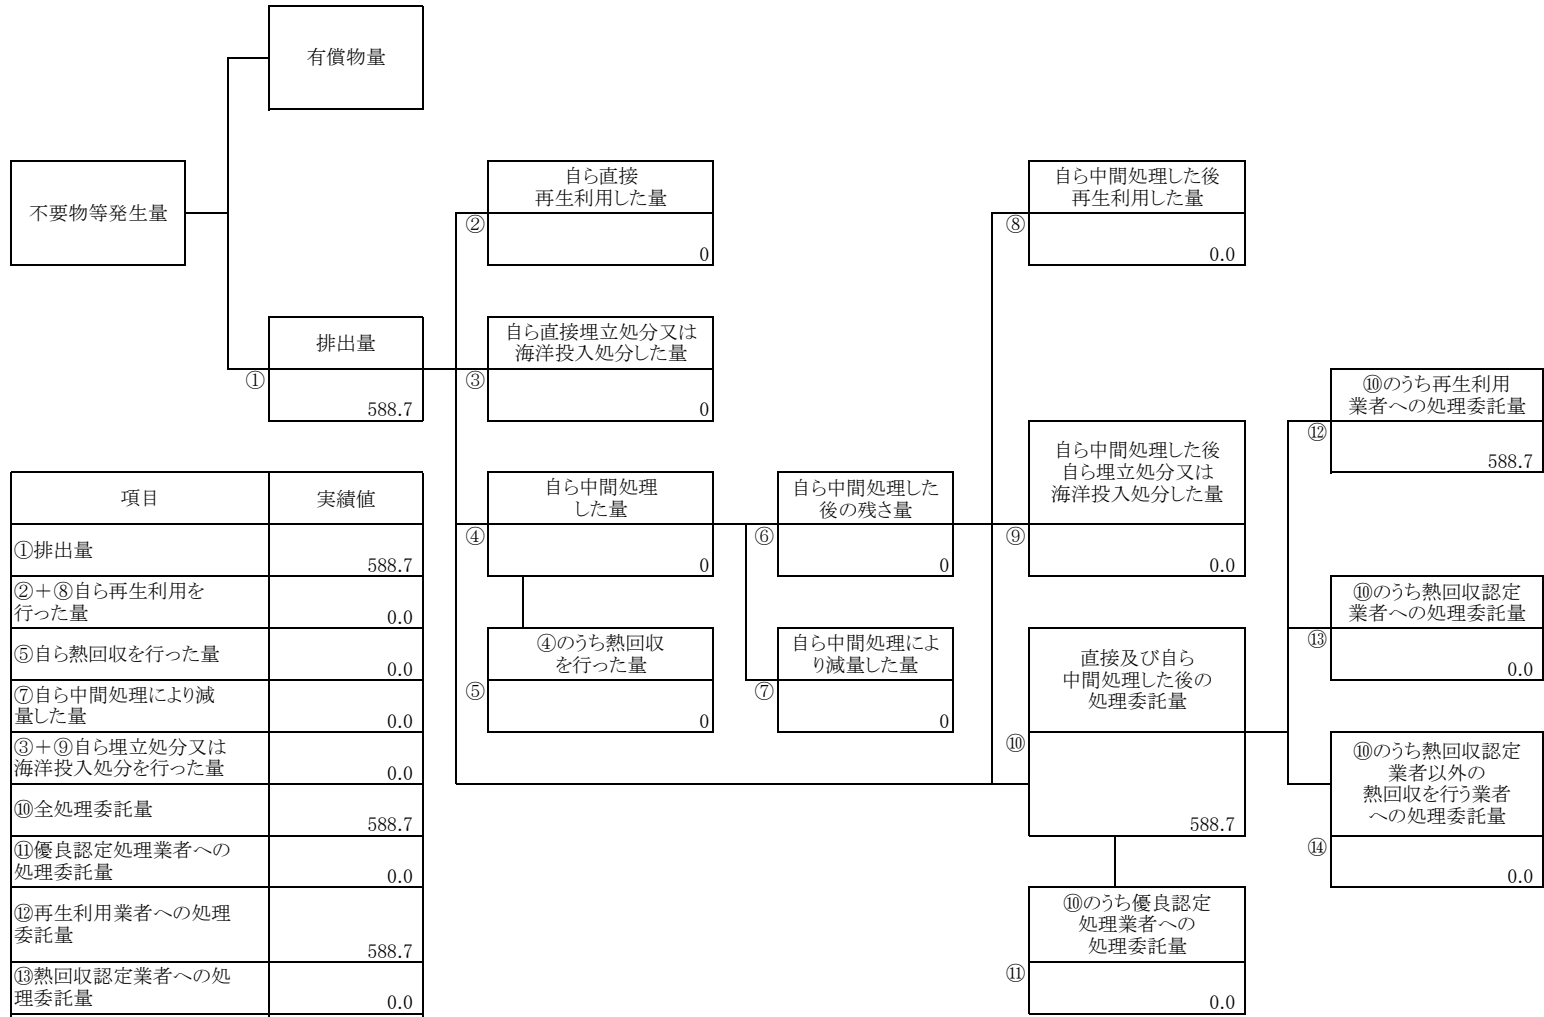 有償物量
不要物等発生量
自ら直接
再生利用した量
②
0
自ら中間処理した後
再生利用した量
⑧
0.0
排出量
①
588.7
自ら直接埋立処分又は
海洋投入処分した量
③
0
⑩のうち再生利用
業者への処理委託量
⑫
588.7
自ら中間処理
した量
④
0
自ら中間処理した
後の残さ量
⑥
0
自ら中間処理した後
自ら埋立処分又は
海洋投入処分した量
⑨
0.0
⑩のうち熱回収認定
業者への処理委託量
⑬
0.0
④のうち熱回収
を行った量
⑤
0
自ら中間処理によ
り減量した量
⑦
0
直接及び自ら
中間処理した後の
処理委託量
⑩
588.7
⑩のうち熱回収認定
業者以外の
熱回収を行う業者
への処理委託量
⑭
0.0
⑩のうち優良認定
処理業者への
処理委託量
⑪
0.0
項目 実績値
①排出量
588.7
②＋⑧自ら再生利用を
行った量 0.0
⑤自ら熱回収を行った量
0.0
⑦自ら中間処理により減
量した量 0.0
③＋⑨自ら埋立処分又は
海洋投入処分を行った量 0.0
⑩全処理委託量
588.7
⑪優良認定処理業者への
処理委託量 0.0
⑫再生利用業者への処理
委託量
588.7
⑬熱回収認定業者への処
理委託量 0.0